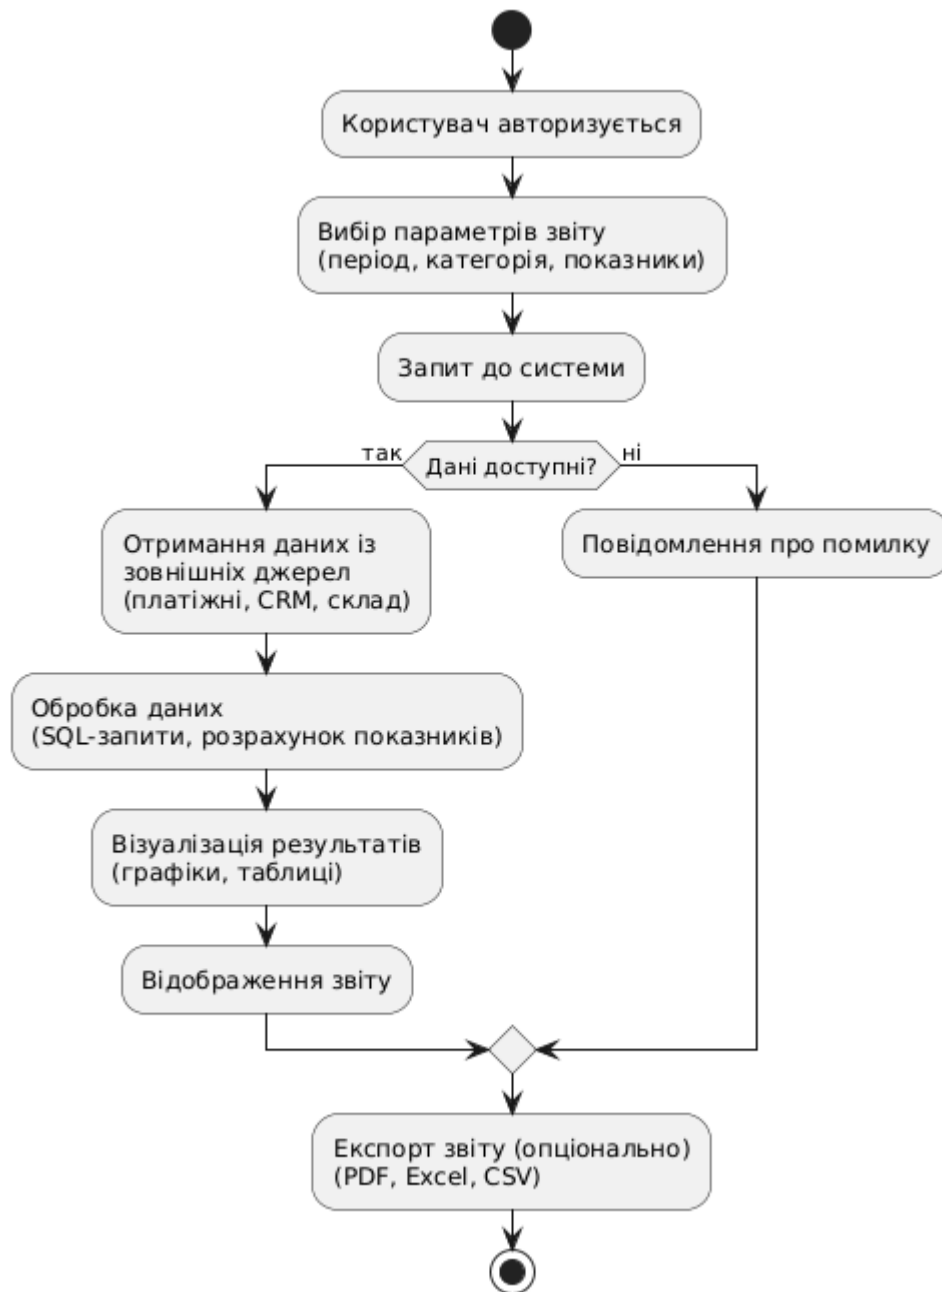 Користувач авторизується
Вибір параметрів звіту
(період, категорія, показники)
Запит до системи
так
Дані доступні?
ні
Отримання даних із
зовнішніх джерел
(платіжні, CRM, склад)
Повідомлення про помилку
Обробка даних
(SQL-запити, розрахунок показників)
Візуалізація результатів
(графіки, таблиці)
Відображення звіту
Експорт звіту (опціонально)
(PDF, Excel, CSV)